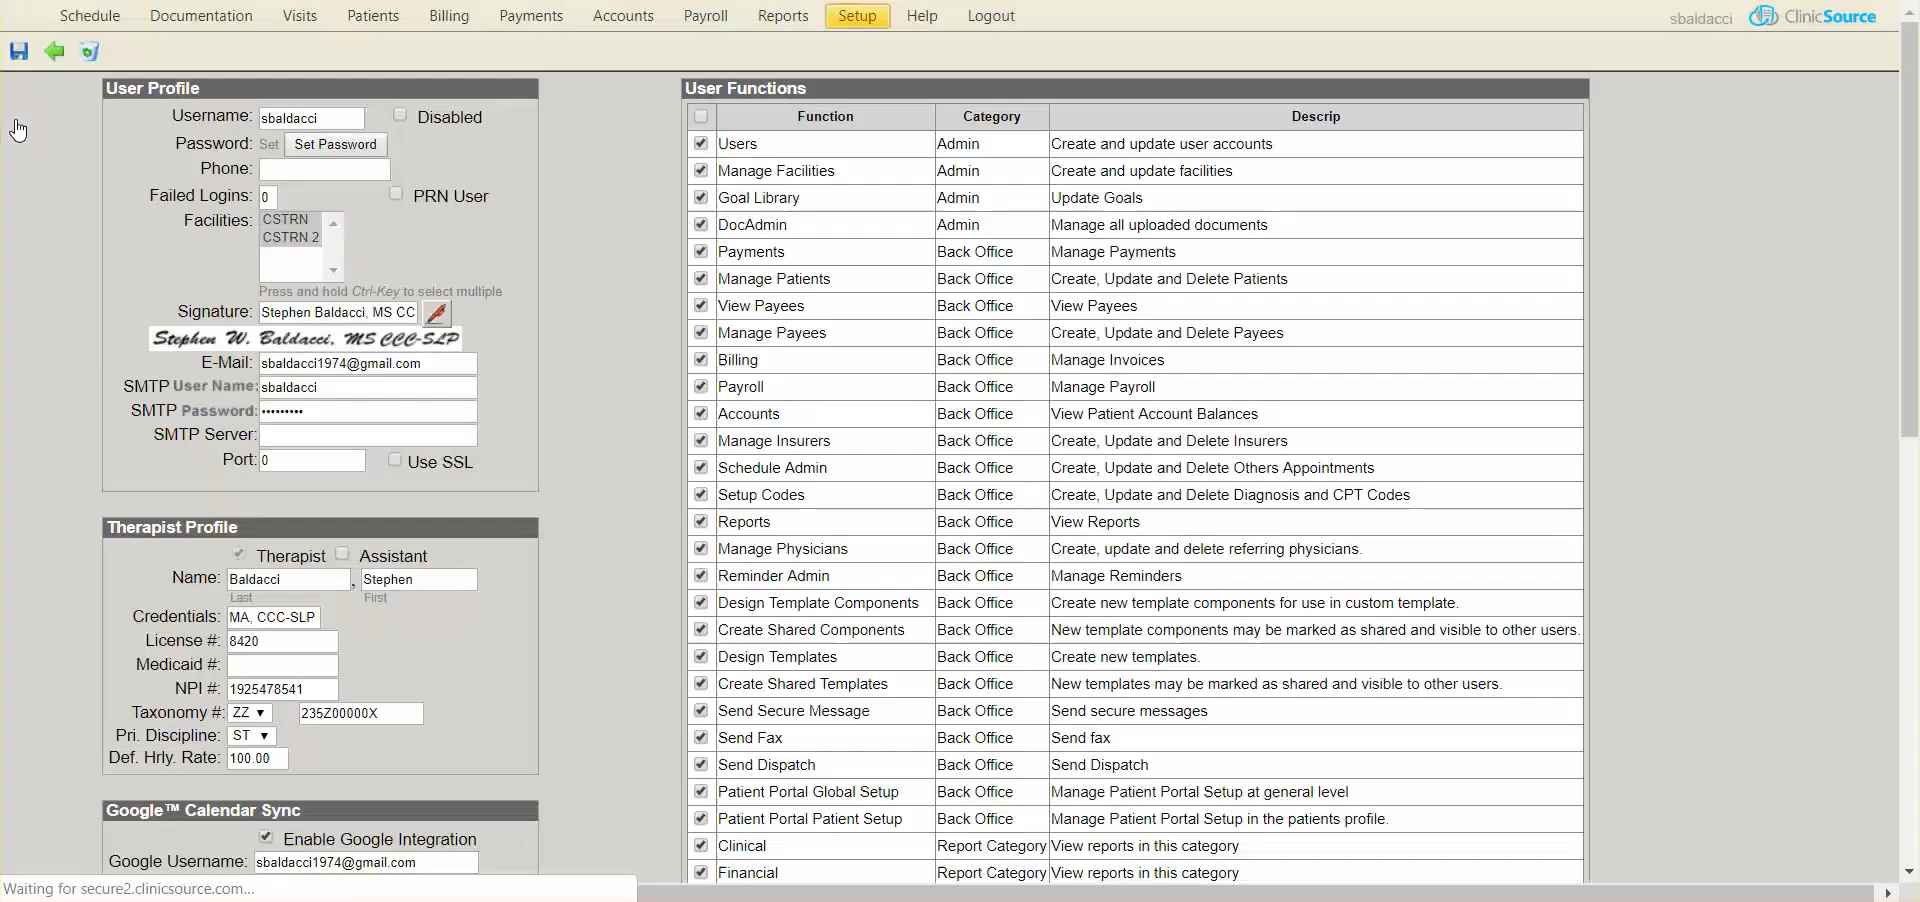 Schedule Documentation Visits Patients Billing Payments Accounts Payroll Reports Setup Help Logout
sbaldacci ClinicSource
User Profile
Username: sbaldacci Disabled
Password: Set Set Password
Phone:
Failed Logins: 0 PRN User
Facilities: CSTRN
CSTRN 2
Press and hold Ctrl-Key to select multiple
Signature: Stephen Baldacci, MS CC
Stephen W. Baldacci, MS CCC-SLP
E-Mail: sbaldacci1974@gmail.com
SMTP User Name: sbaldacci
SMTP Password: •••••••••
SMTP Server:
Port: 0 Use SSL
Therapist Profile
Therapist Assistant
Name: Baldacci , Stephen
Last First
Credentials: MA, CCC-SLP
License #: 8420
Medicaid #:
NPI #: 1925478541
Taxonomy #: ZZ 235Z00000X
Pri. Discipline: ST
Def. Hrly. Rate: 100.00
Google™ Calendar Sync
Enable Google Integration
Google Username: sbaldacci1974@gmail.com
Waiting for secure2.clinicsource.com...
User Functions
Function Category Descrip
Users Admin Create and update user accounts
Manage Facilities Admin Create and update facilities
Goal Library Admin Update Goals
DocAdmin Admin Manage all uploaded documents
Payments Back Office Manage Payments
Manage Patients Back Office Create, Update and Delete Patients
View Payees Back Office View Payees
Manage Payees Back Office Create, Update and Delete Payees
Billing Back Office Manage Invoices
Payroll Back Office Manage Payroll
Accounts Back Office View Patient Account Balances
Manage Insurers Back Office Create, Update and Delete Insurers
Schedule Admin Back Office Create, Update and Delete Others Appointments
Setup Codes Back Office Create, Update and Delete Diagnosis and CPT Codes
Reports Back Office View Reports
Manage Physicians Back Office Create, update and delete referring physicians.
Reminder Admin Back Office Manage Reminders
Design Template Components Back Office Create new template components for use in custom template.
Create Shared Components Back Office New template components may be marked as shared and visible to other users.
Design Templates Back Office Create new templates.
Create Shared Templates Back Office New templates may be marked as shared and visible to other users.
Send Secure Message Back Office Send secure messages
Send Fax Back Office Send fax
Send Dispatch Back Office Send Dispatch
Patient Portal Global Setup Back Office Manage Patient Portal Setup at general level
Patient Portal Patient Setup Back Office Manage Patient Portal Setup in the patients profile.
Clinical Report Category View reports in this category
Financial Report Category View reports in this category